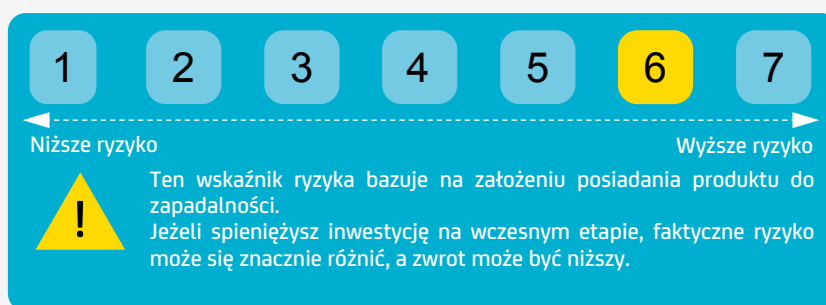 1 2 3 4 5 6 7
Niższe ryzyko Wyższe ryzyko
!
Ten wskaźnik ryzyka bazuje na założeniu posiadania produktu do
zapadalności.
Jeżeli spieniężysz inwestycję na wczesnym etapie, faktyczne ryzyko
może się znacznie różnić, a zwrot może być niższy.